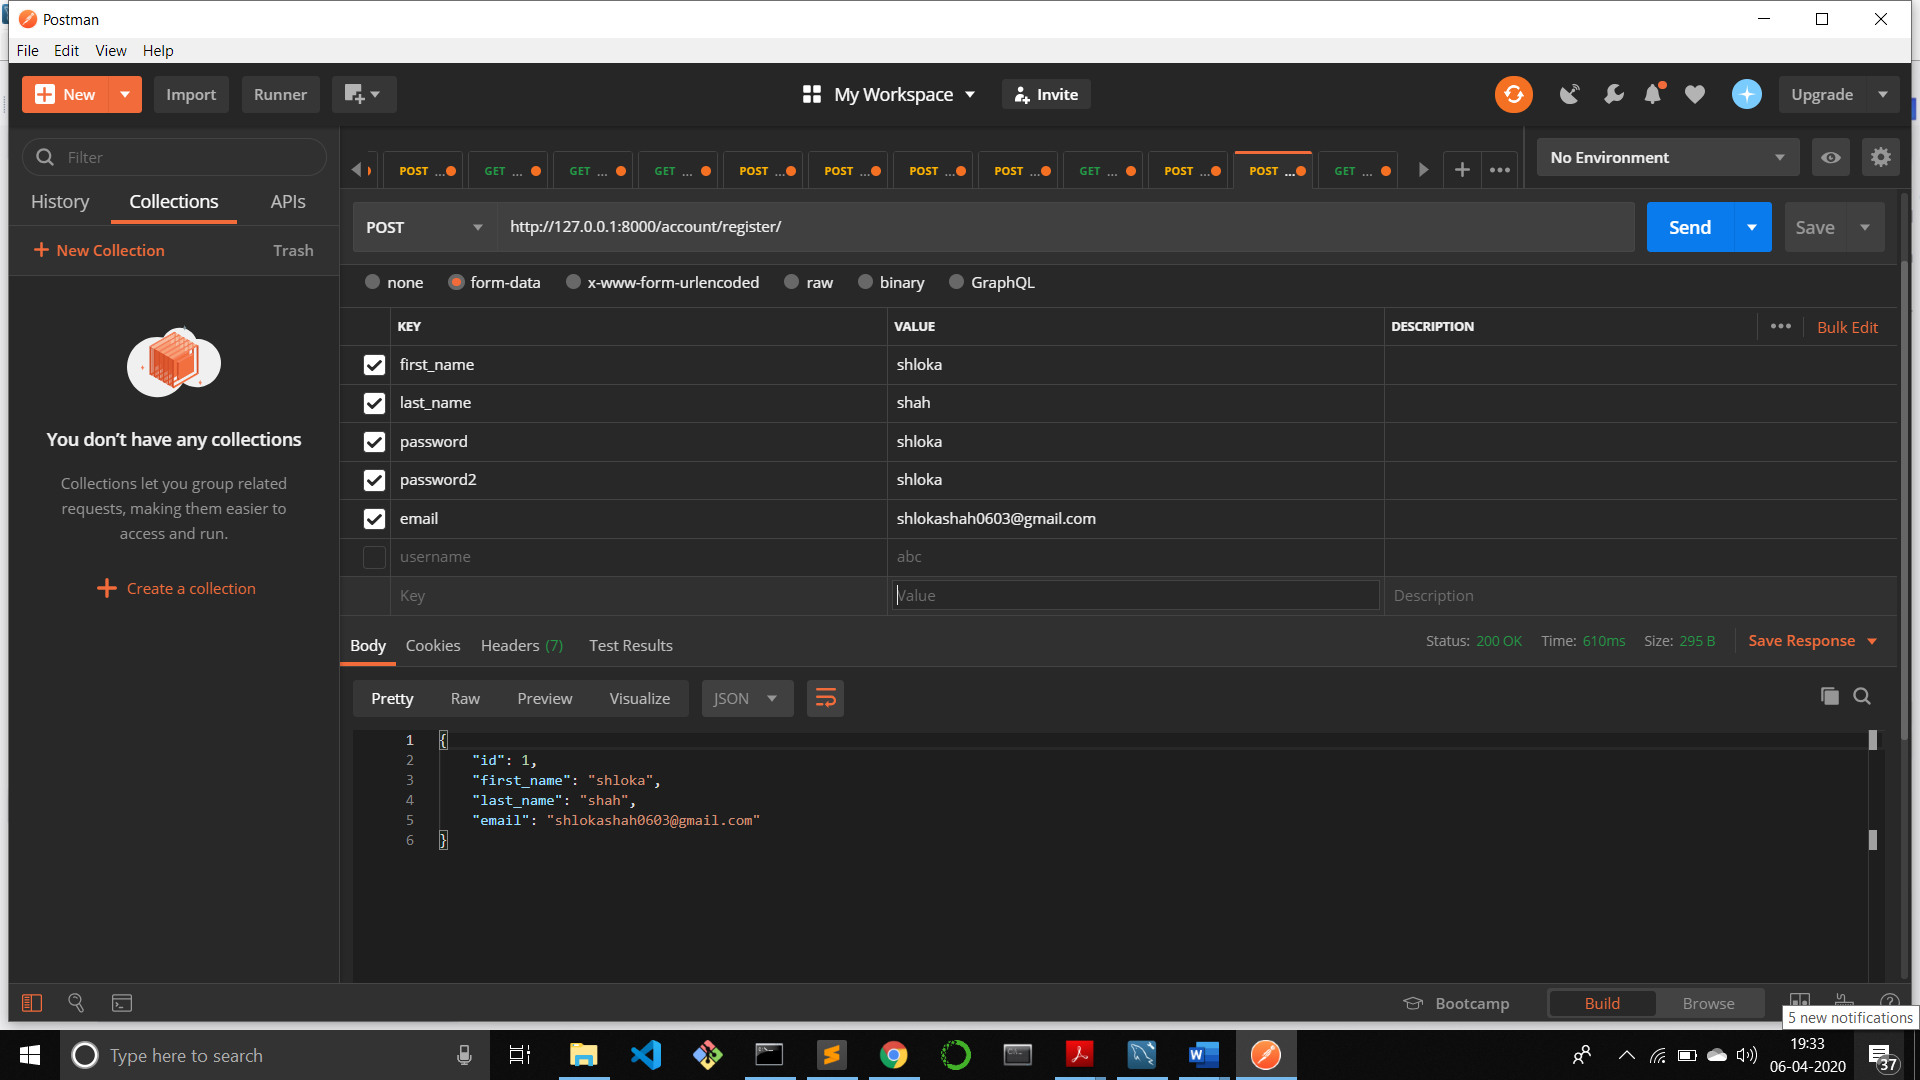 Postman
File Edit View Help
New Import Runner My Workspace Invite Upgrade
Filter
History Collections APIs
New Collection Trash
You don’t have any collections
Collections let you group related
requests, making them easier to
access and run.
Create a collection
POST ... GET ... GET ... GET ... POST ... POST ... POST ... POST ... GET ... POST ... POST ... GET ...
No Environment
POST http://127.0.0.1:8000/account/register/ Send Save
none form-data x-www-form-urlencoded raw binary GraphQL
KEY VALUE DESCRIPTION Bulk Edit
first_name shloka
last_name shah
password shloka
password2 shloka
email shlokashah0603@gmail.com
username abc
Key Value Description
Body Cookies Headers (7) Test Results Status: 200 OK Time: 610ms Size: 295 B Save Response
Pretty Raw Preview Visualize JSON
1 {
2 "id": 1,
3 "first_name": "shloka",
4 "last_name": "shah",
5 "email": "shlokashah0603@gmail.com"
6 }
Bootcamp Build Browse
5 new notifications
Type here to search
19:33
06-04-2020
37